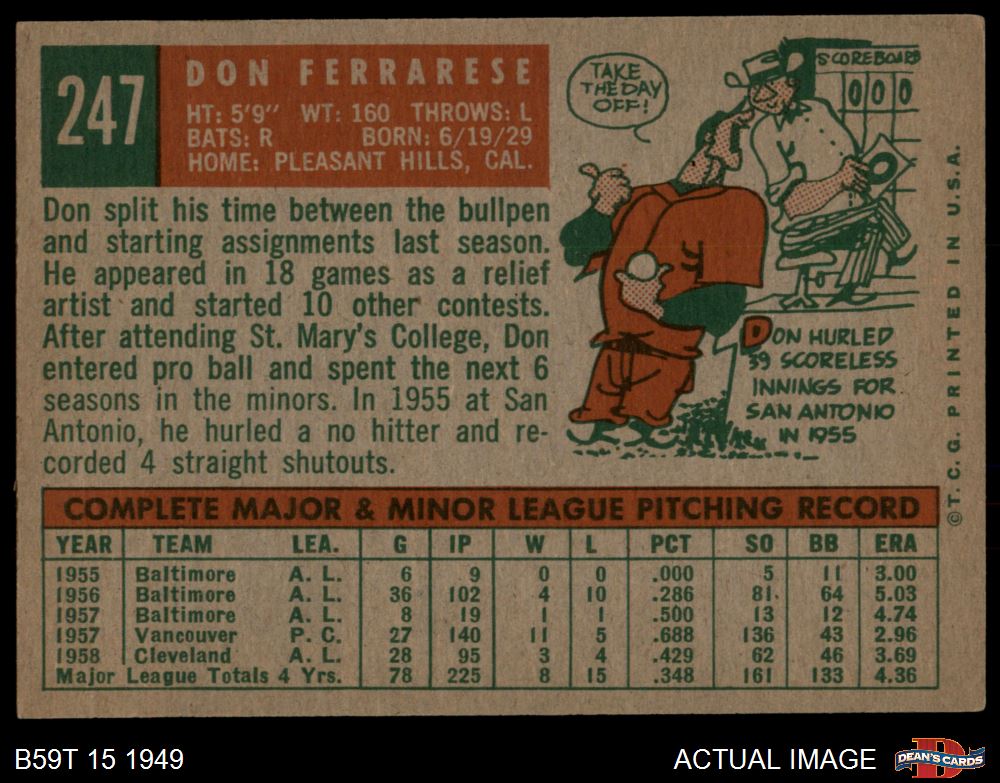 247
DON FERRARESE
HT: 5'9" WT: 160 THROWS: L
BATS: R BORN: 6/19/29
HOME: PLEASANT HILLS, CAL.
Don split his time between the bullpen
and starting assignments last season.
He appeared in 18 games as a relief
artist and started 10 other contests.
After attending St. Mary's College, Don
entered pro ball and spent the next 6
seasons in the minors. In 1955 at San
Antonio, he hurled a no hitter and re-
corded 4 straight shutouts.
TAKE
THE DAY
OFF!
SCOREBOARD
000
DON HURLED
39 SCORELESS
INNINGS FOR
SAN ANTONIO
IN 1955
©T. C. G. PRINTED IN U.S.A.
COMPLETE MAJOR & MINOR LEAGUE PITCHING RECORD
YEAR TEAM LEA. G IP W L PCT SO BB ERA
1955 Baltimore A. L. 6 9 0 0 .000 5 11 3.00
1956 Baltimore A. L. 36 102 4 10 .286 81 64 5.03
1957 Baltimore A. L. 8 19 1 1 .500 13 12 4.74
1957 Vancouver P. C. 27 140 11 5 .688 136 43 2.96
1958 Cleveland A. L. 28 95 3 4 .429 62 46 3.69
Major League Totals 4 Yrs. 78 225 8 15 .348 161 133 4.36
B59T 15 1949
ACTUAL IMAGE
DEAN'S CARDS